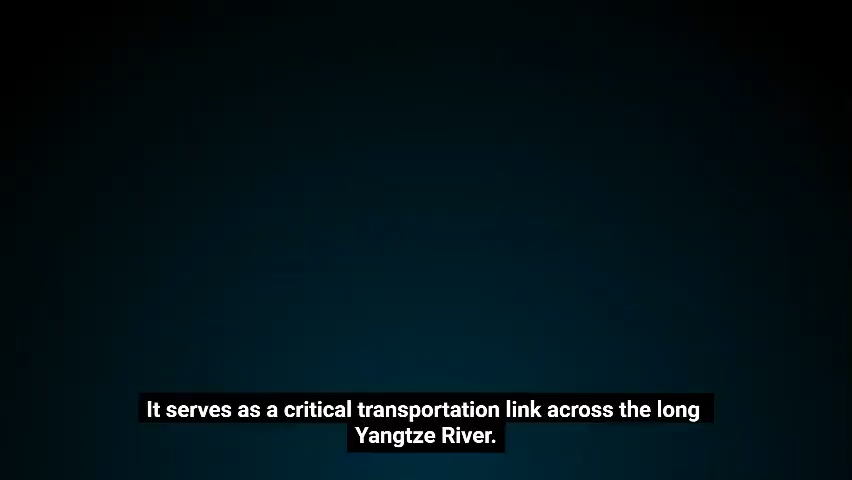 It serves as a critical transportation link across the long
Yangtze River.